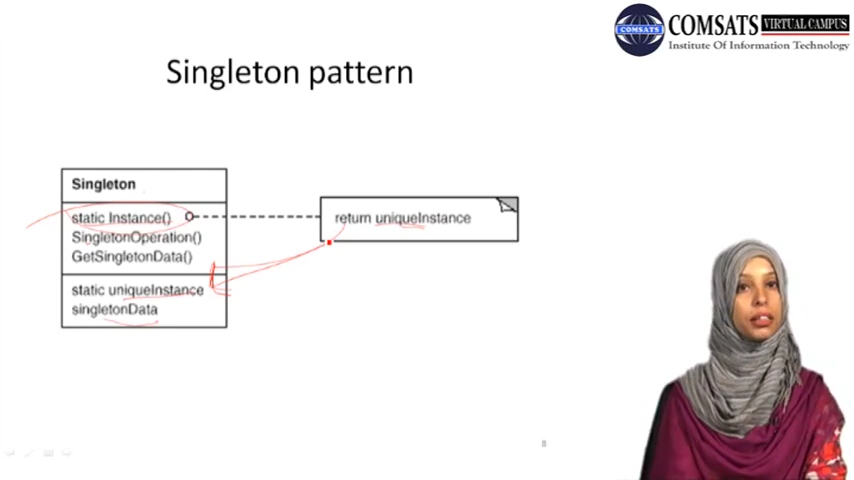 COMSATS VIRTUAL CAMPUS
COMSATS
Institute Of Information Technology
Singleton pattern
Singleton
static Instance()
SingletonOperation()
GetSingletonData()
return uniqueInstance
static uniqueInstance
singletonData